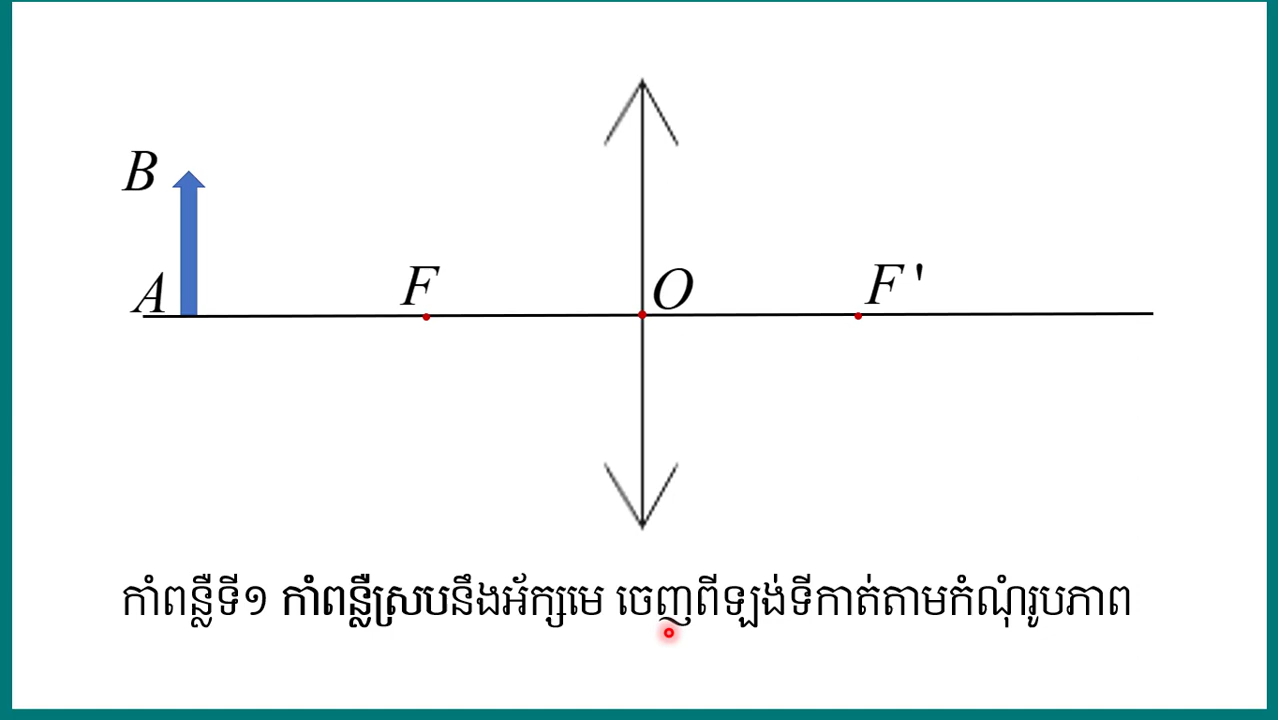 B
A
F
O
F'
កាំពន្លឺទី១ កាំពន្លឺស្របនឹងអ័ក្សមេ ចេញពីឡង់ទីកាត់តាមកំណុំរូបភាព